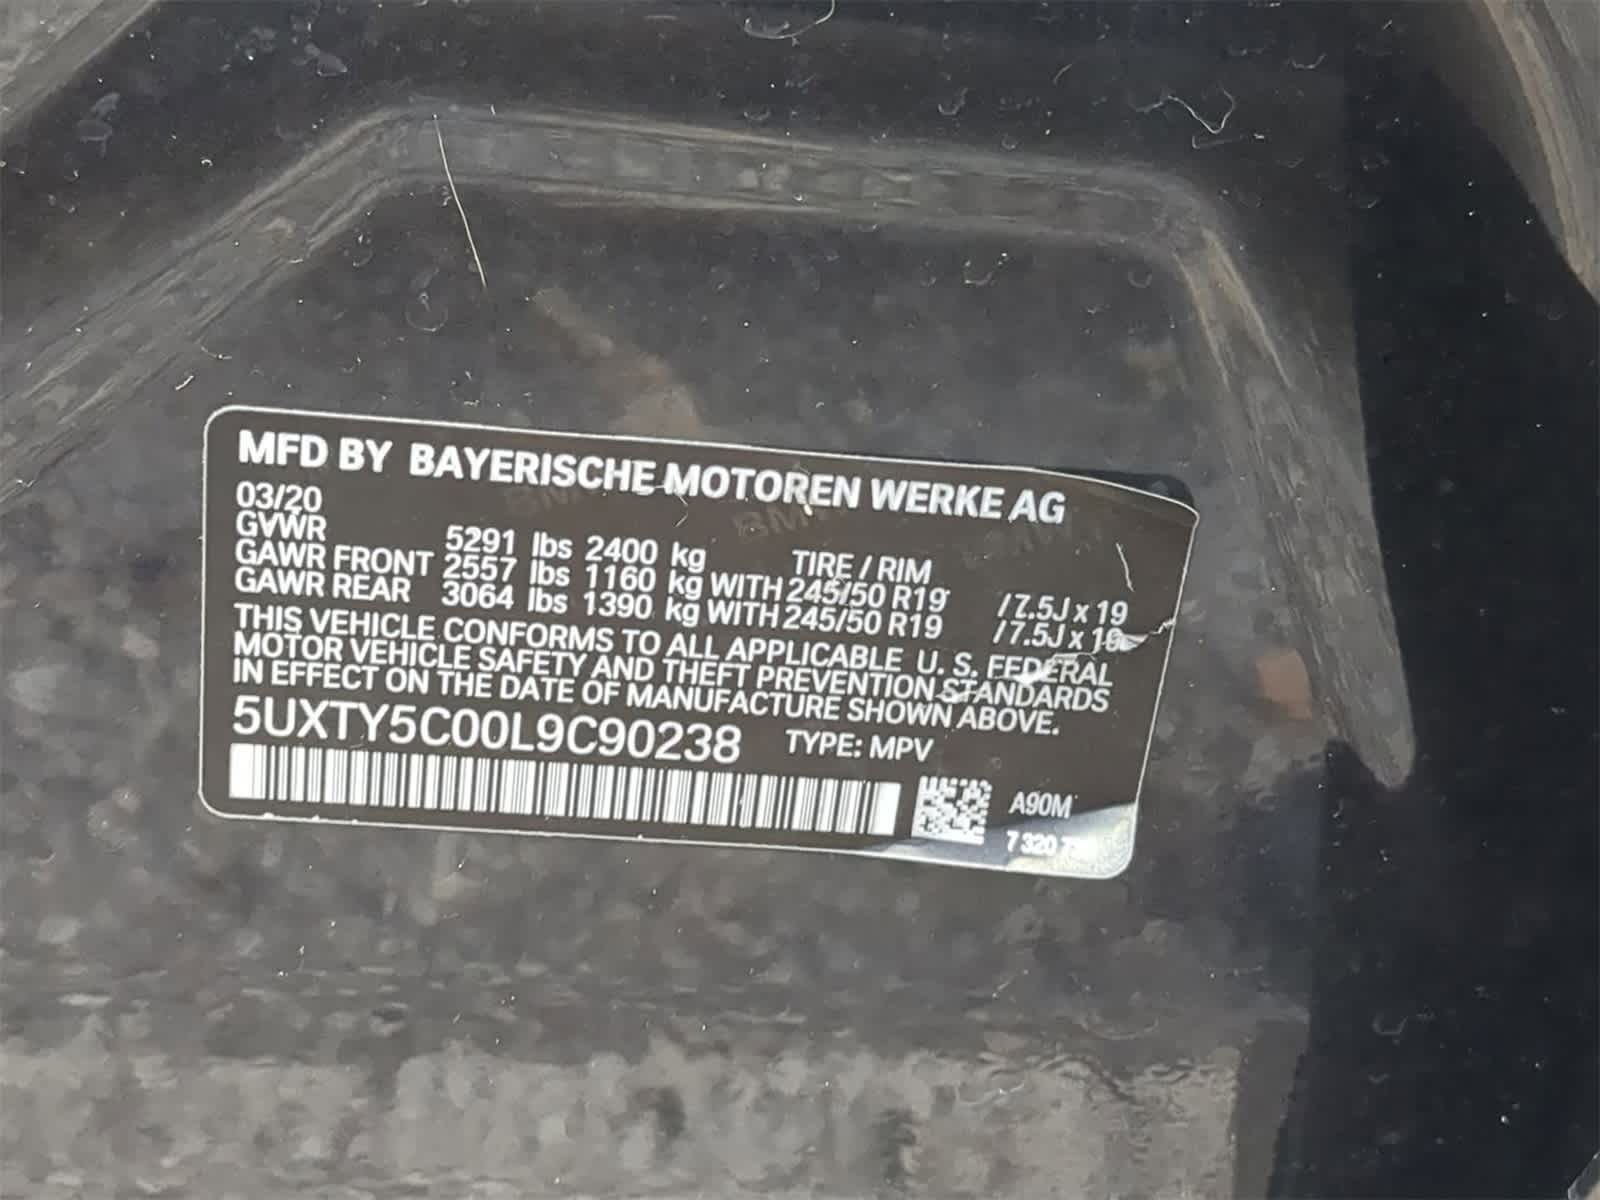 MFD BY BAYERISCHE MOTOREN WERKE AG
03/20
GVWR 5291 lbs 2400 kg TIRE / RIM
GAWR FRONT 2557 lbs 1160 kg WITH 245/50 R19 / 7.5J x 19
GAWR REAR 3064 lbs 1390 kg WITH 245/50 R19 / 7.5J x 19
THIS VEHICLE CONFORMS TO ALL APPLICABLE U. S. FEDERAL
MOTOR VEHICLE SAFETY AND THEFT PREVENTION STANDARDS
IN EFFECT ON THE DATE OF MANUFACTURE SHOWN ABOVE.
5UXTY5C00L9C90238 TYPE: MPV
A90M
7 320